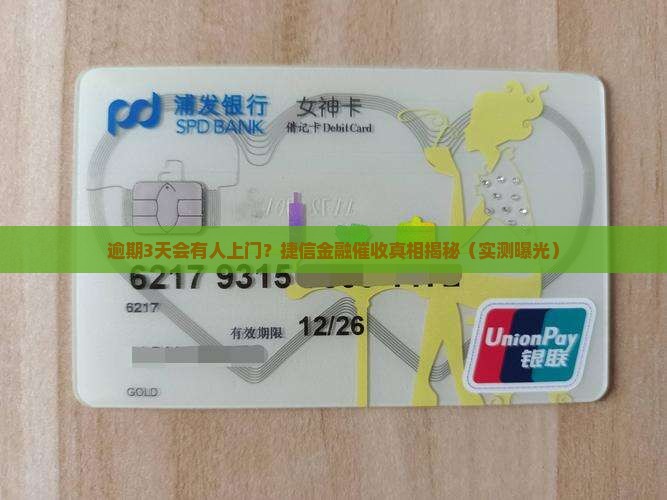 浦发银行
SPD BANK
女神卡
借记卡 Debit Card
逾期3天会有人上门？捷信金融催收真相揭秘（实测曝光）
6217 9315
6217
有效期限 12/26
UnionPay
银联
GOLD